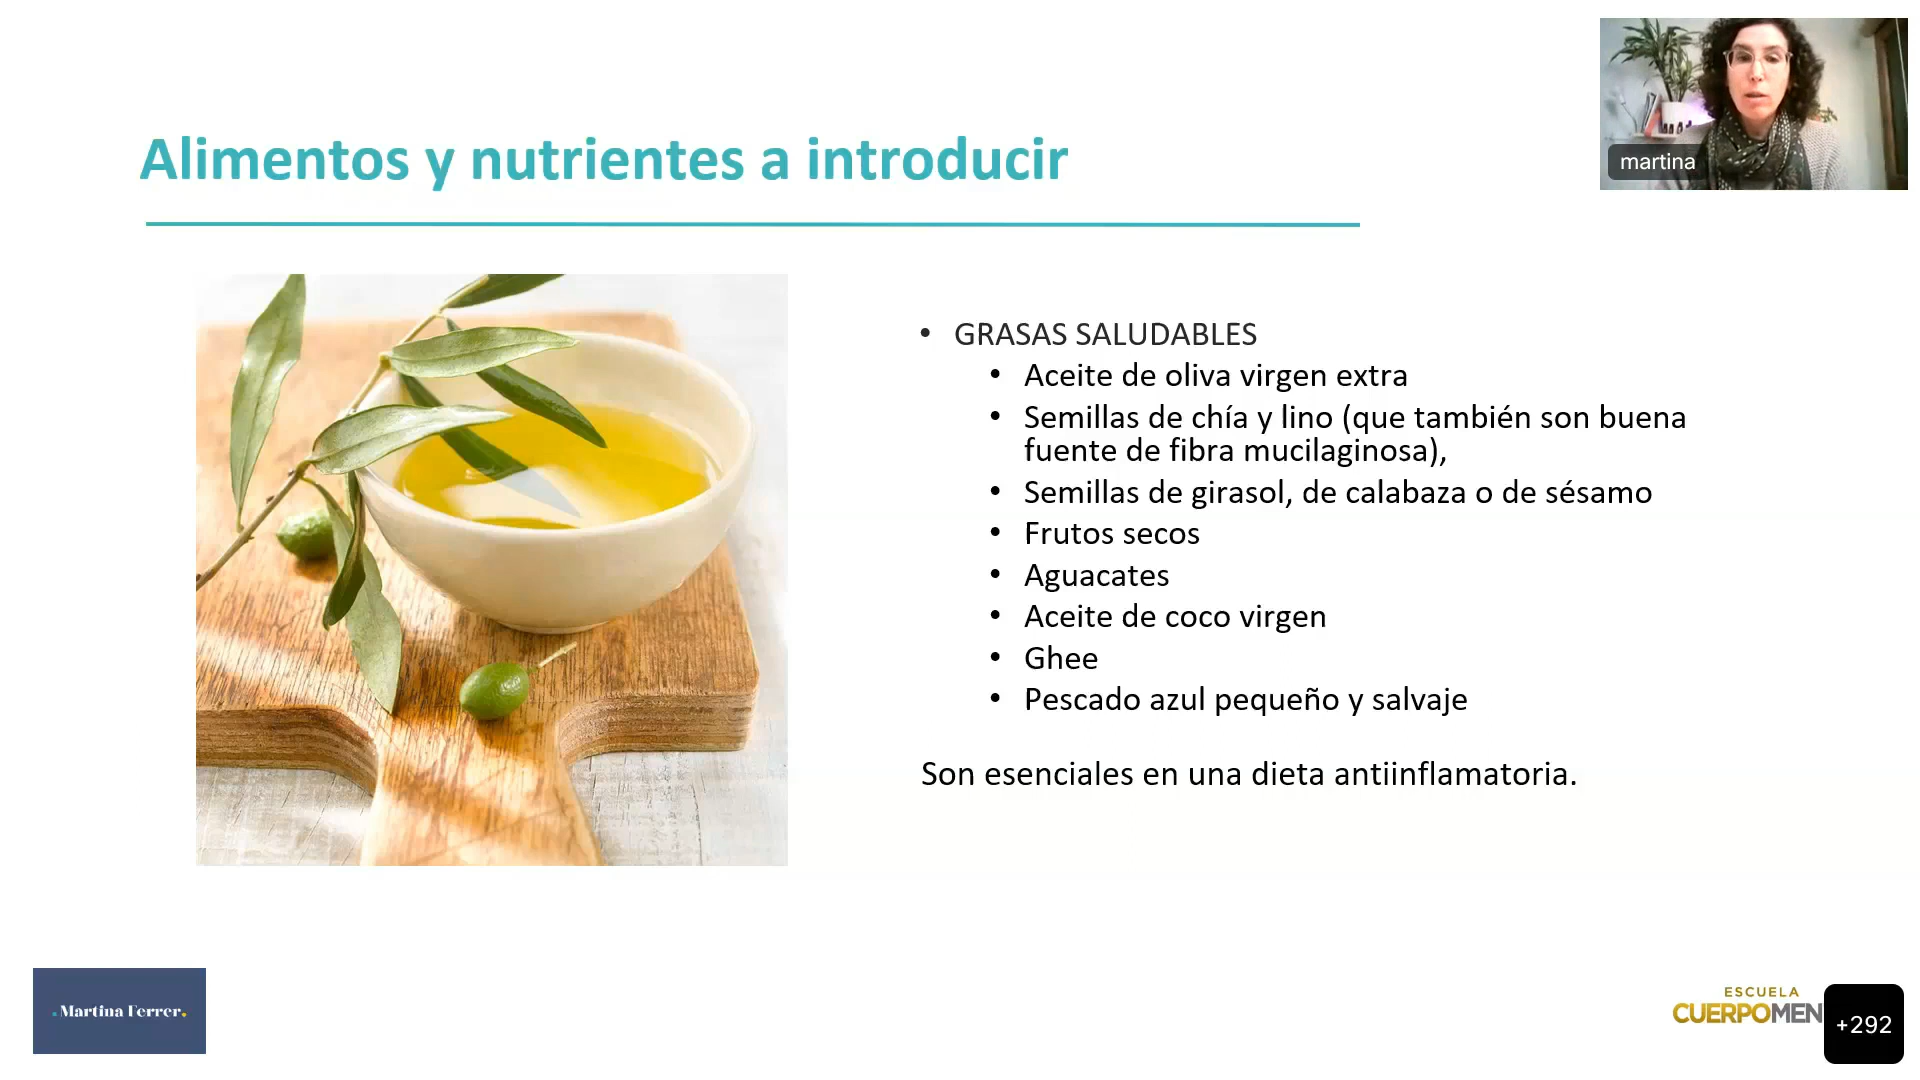 martina
Alimentos y nutrientes a introducir
• GRASAS SALUDABLES
• Aceite de oliva virgen extra
• Semillas de chía y lino (que también son buena
fuente de fibra mucilaginosa),
• Semillas de girasol, de calabaza o de sésamo
• Frutos secos
• Aguacates
• Aceite de coco virgen
• Ghee
• Pescado azul pequeño y salvaje
Son esenciales en una dieta antiinflamatoria.
.Martina Ferrer.
ESCUELA
CUERPOMEN
+292